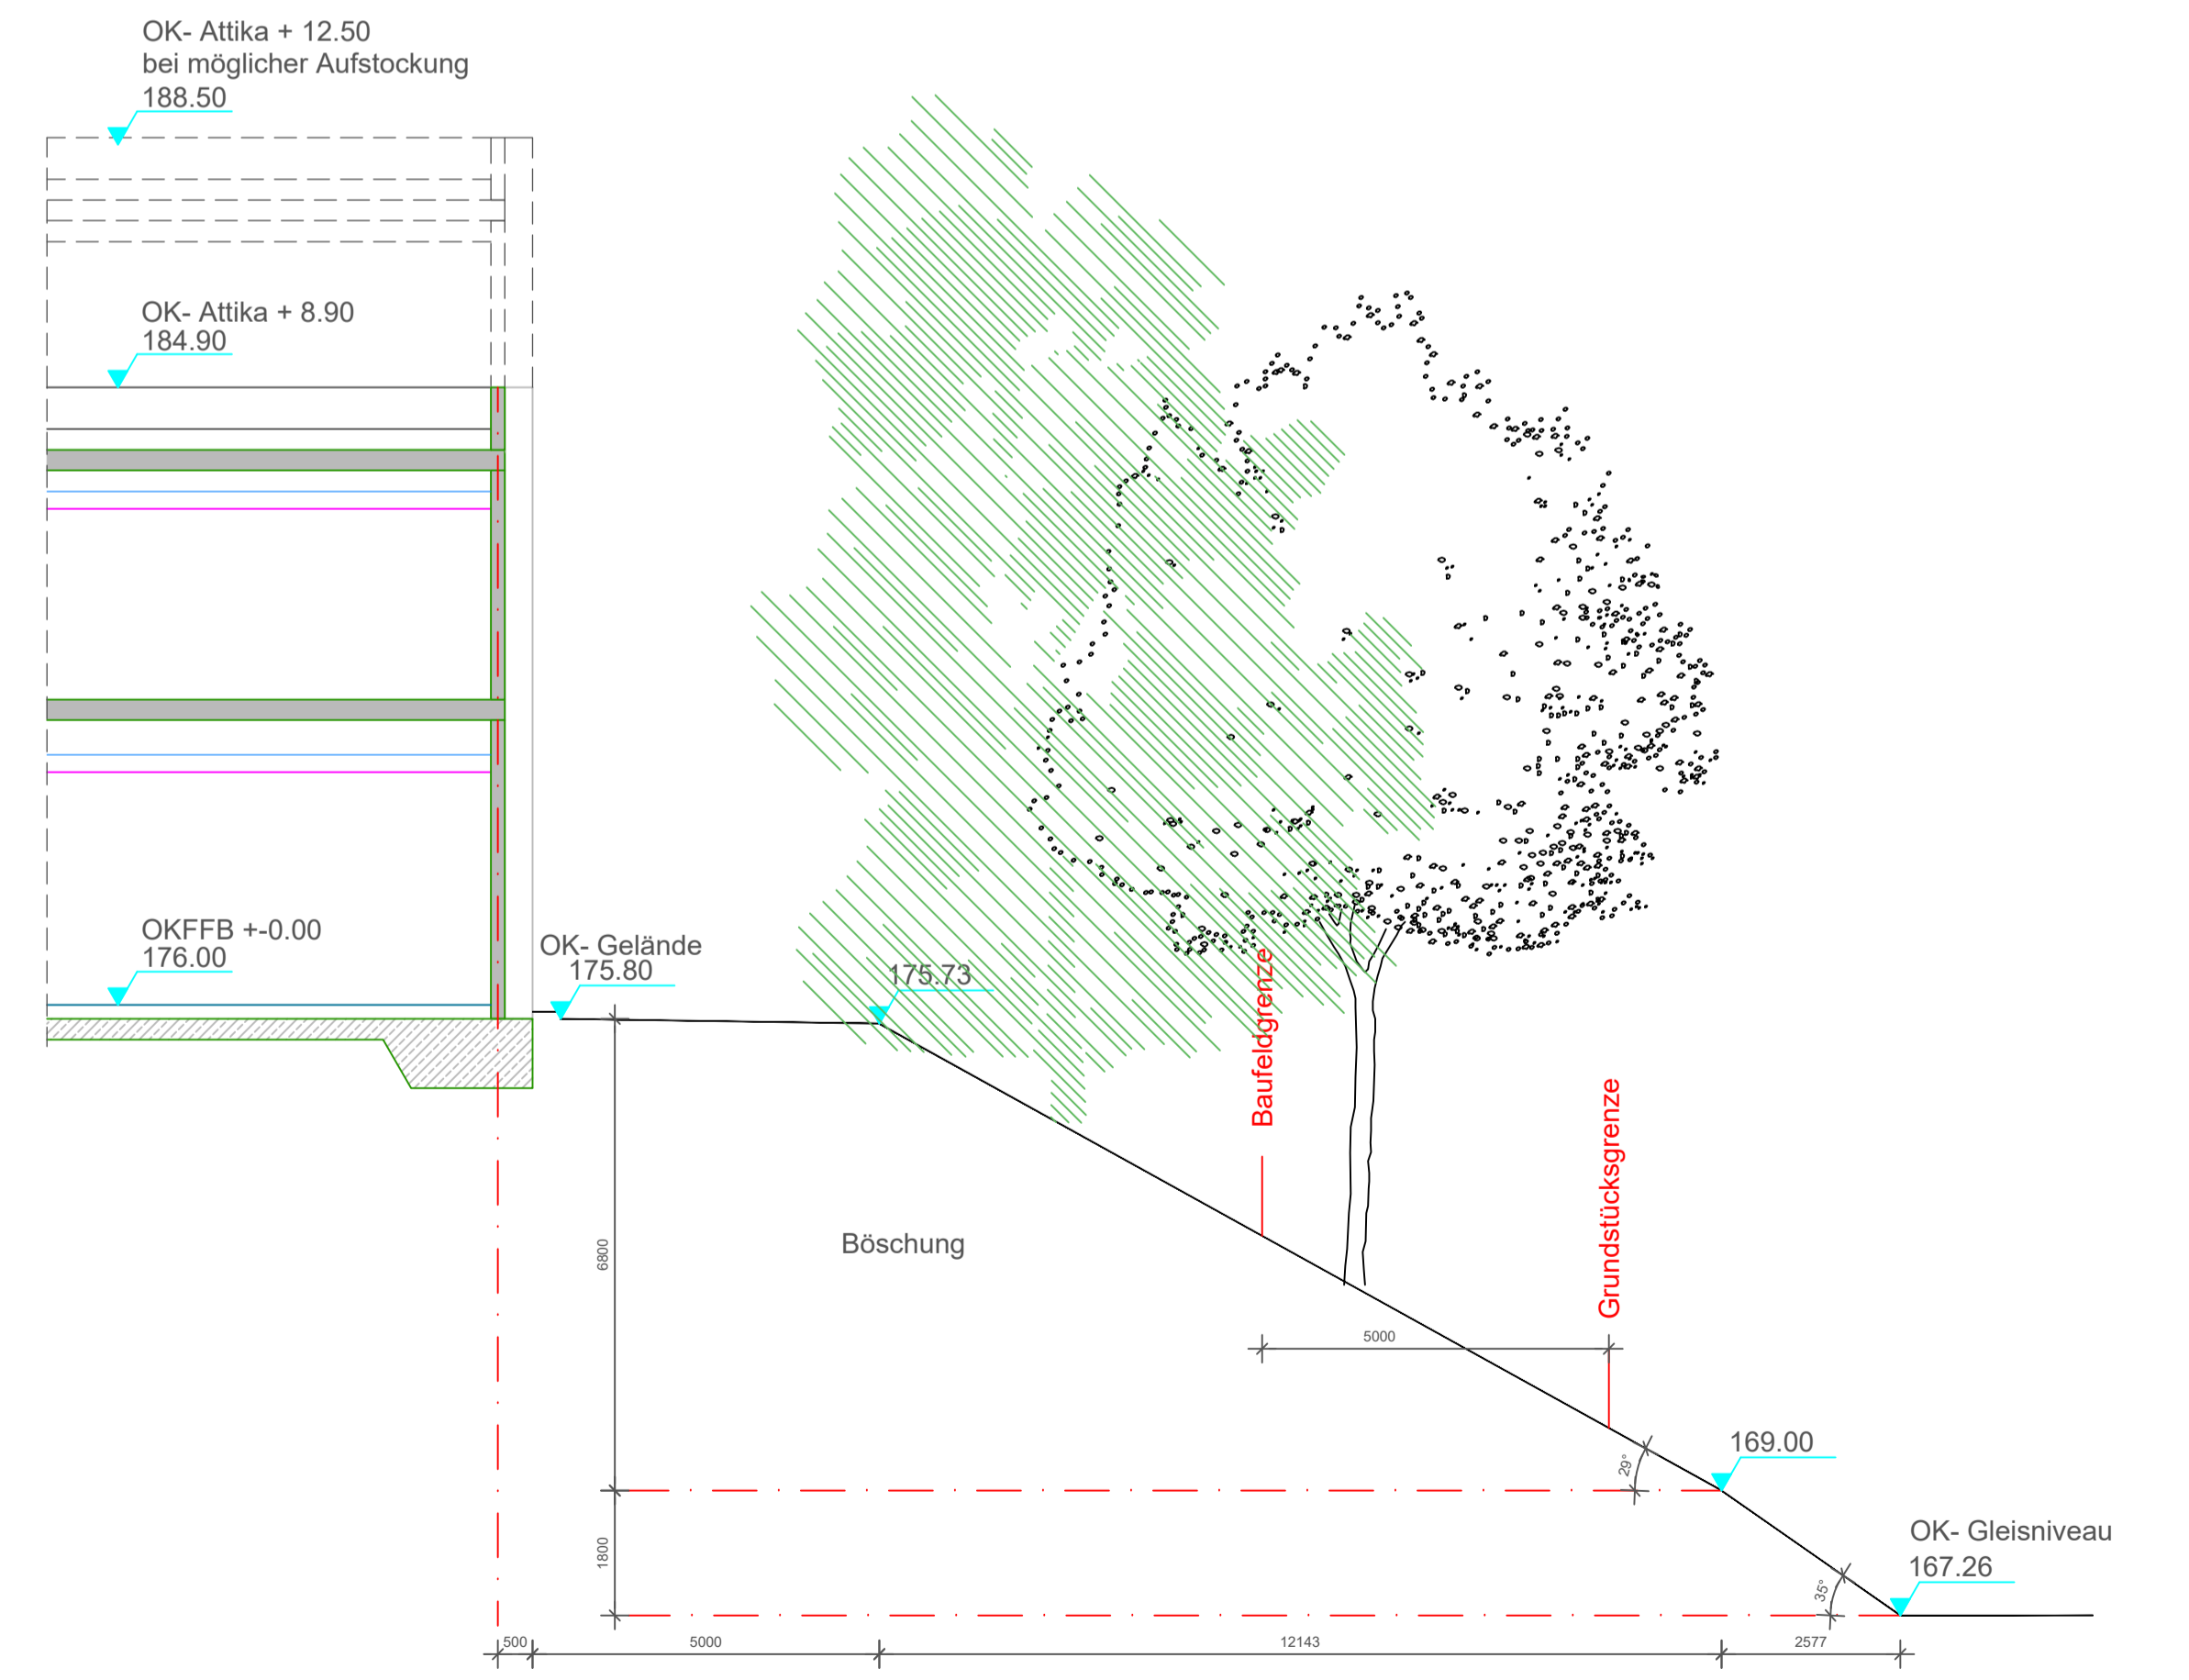 OK- Attika + 12.50
bei möglicher Aufstockung
188.50
OK- Attika + 8.90
184.90
OKFFB +-0.00
176.00
OK- Gelände
175.80
175.73
Baufeldgrenze
Grundstücksgrenze
Böschung
6800
5000
169.00
29°
1800
OK- Gleisniveau
167.26
35°
500
5000
12143
2577